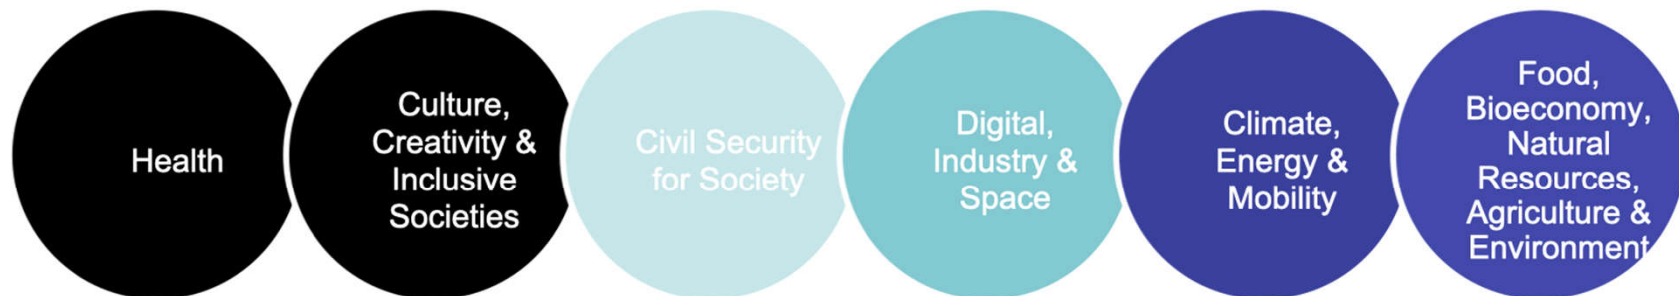 Health
Culture,
Creativity &
Inclusive
Societies
Civil Security
for Society
Digital,
Industry &
Space
Climate,
Energy &
Mobility
Food,
Bioeconomy,
Natural
Resources,
Agriculture &
Environment